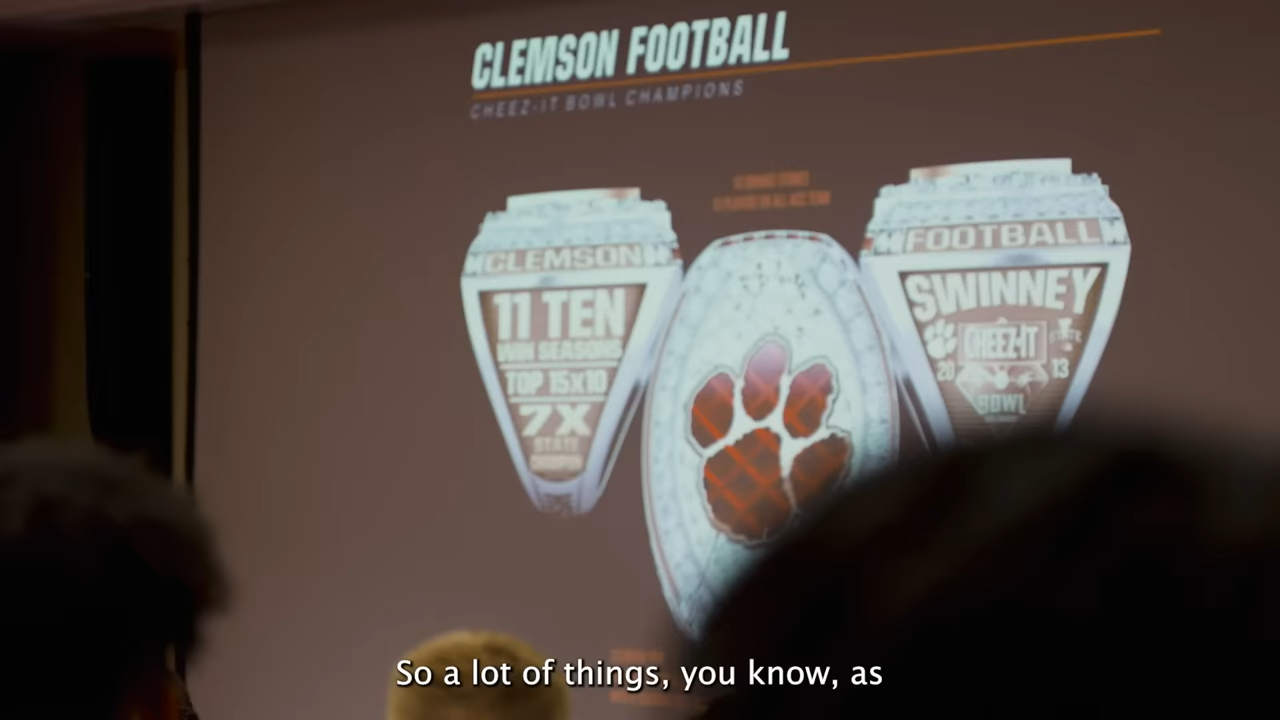 CLEMSON FOOTBALL
CHEEZ-IT BOWL CHAMPIONS
CLEMSON
11 TEN
WIN SEASONS
TOP 15X10
7X
STATE
FOOTBALL
SWINNEY
CHEEZ-IT
STATE
20 13
BOWL
So a lot of things, you know, as